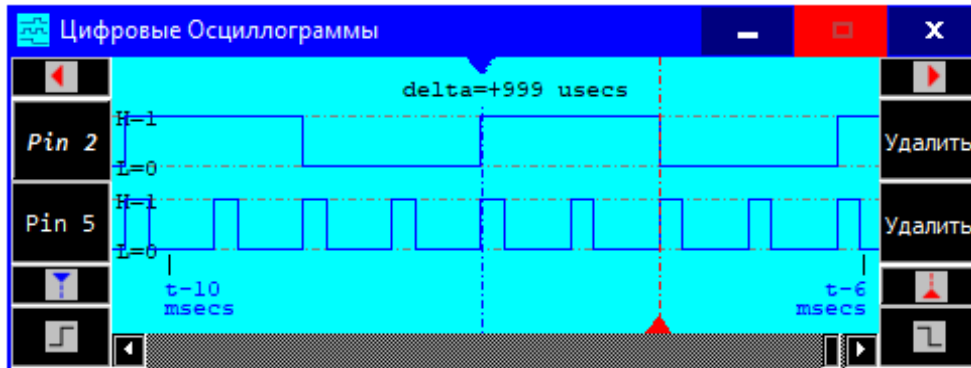 Цифровые Осциллограммы
delta=+999 usecs
Pin 2
H=1
L=0
Удалить
Pin 5
H=1
L=0
Удалить
t-10
msecs
t-6
msecs